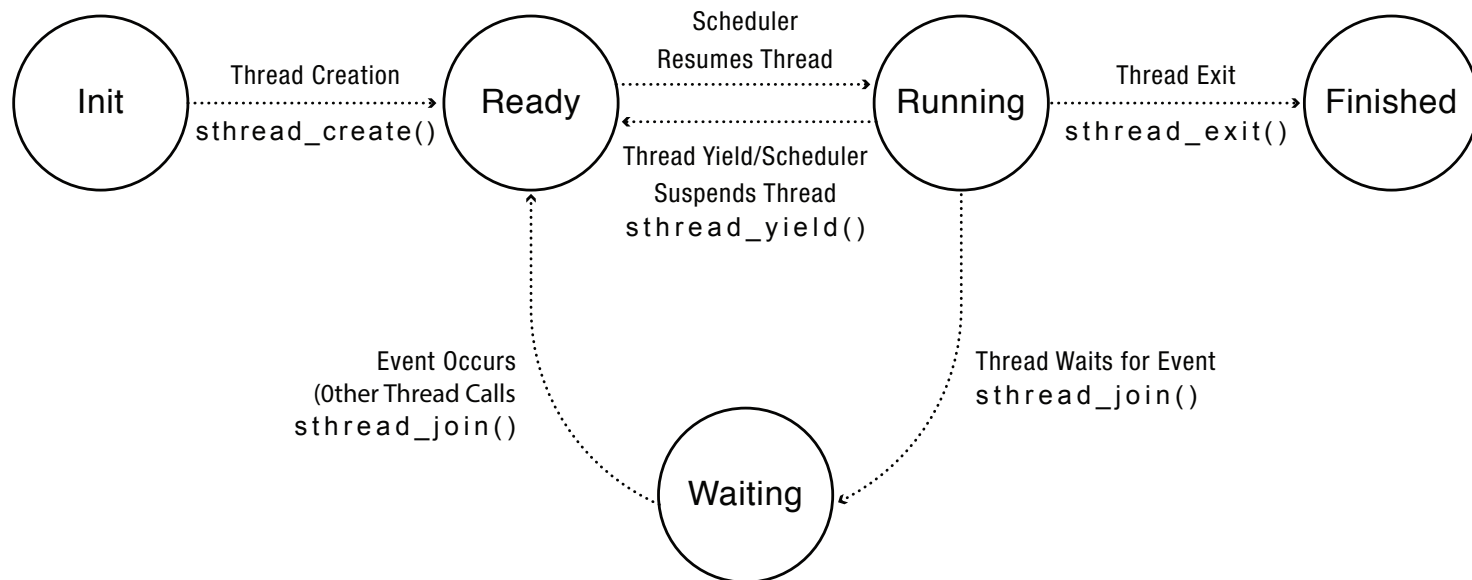 Init
Thread Creation
sthread_create()
Ready
Scheduler
Resumes Thread
Thread Yield/Scheduler
Suspends Thread
sthread_yield()
Running
Thread Exit
sthread_exit()
Finished
Event Occurs
(0ther Thread Calls
sthread_join()
Thread Waits for Event
sthread_join()
Waiting